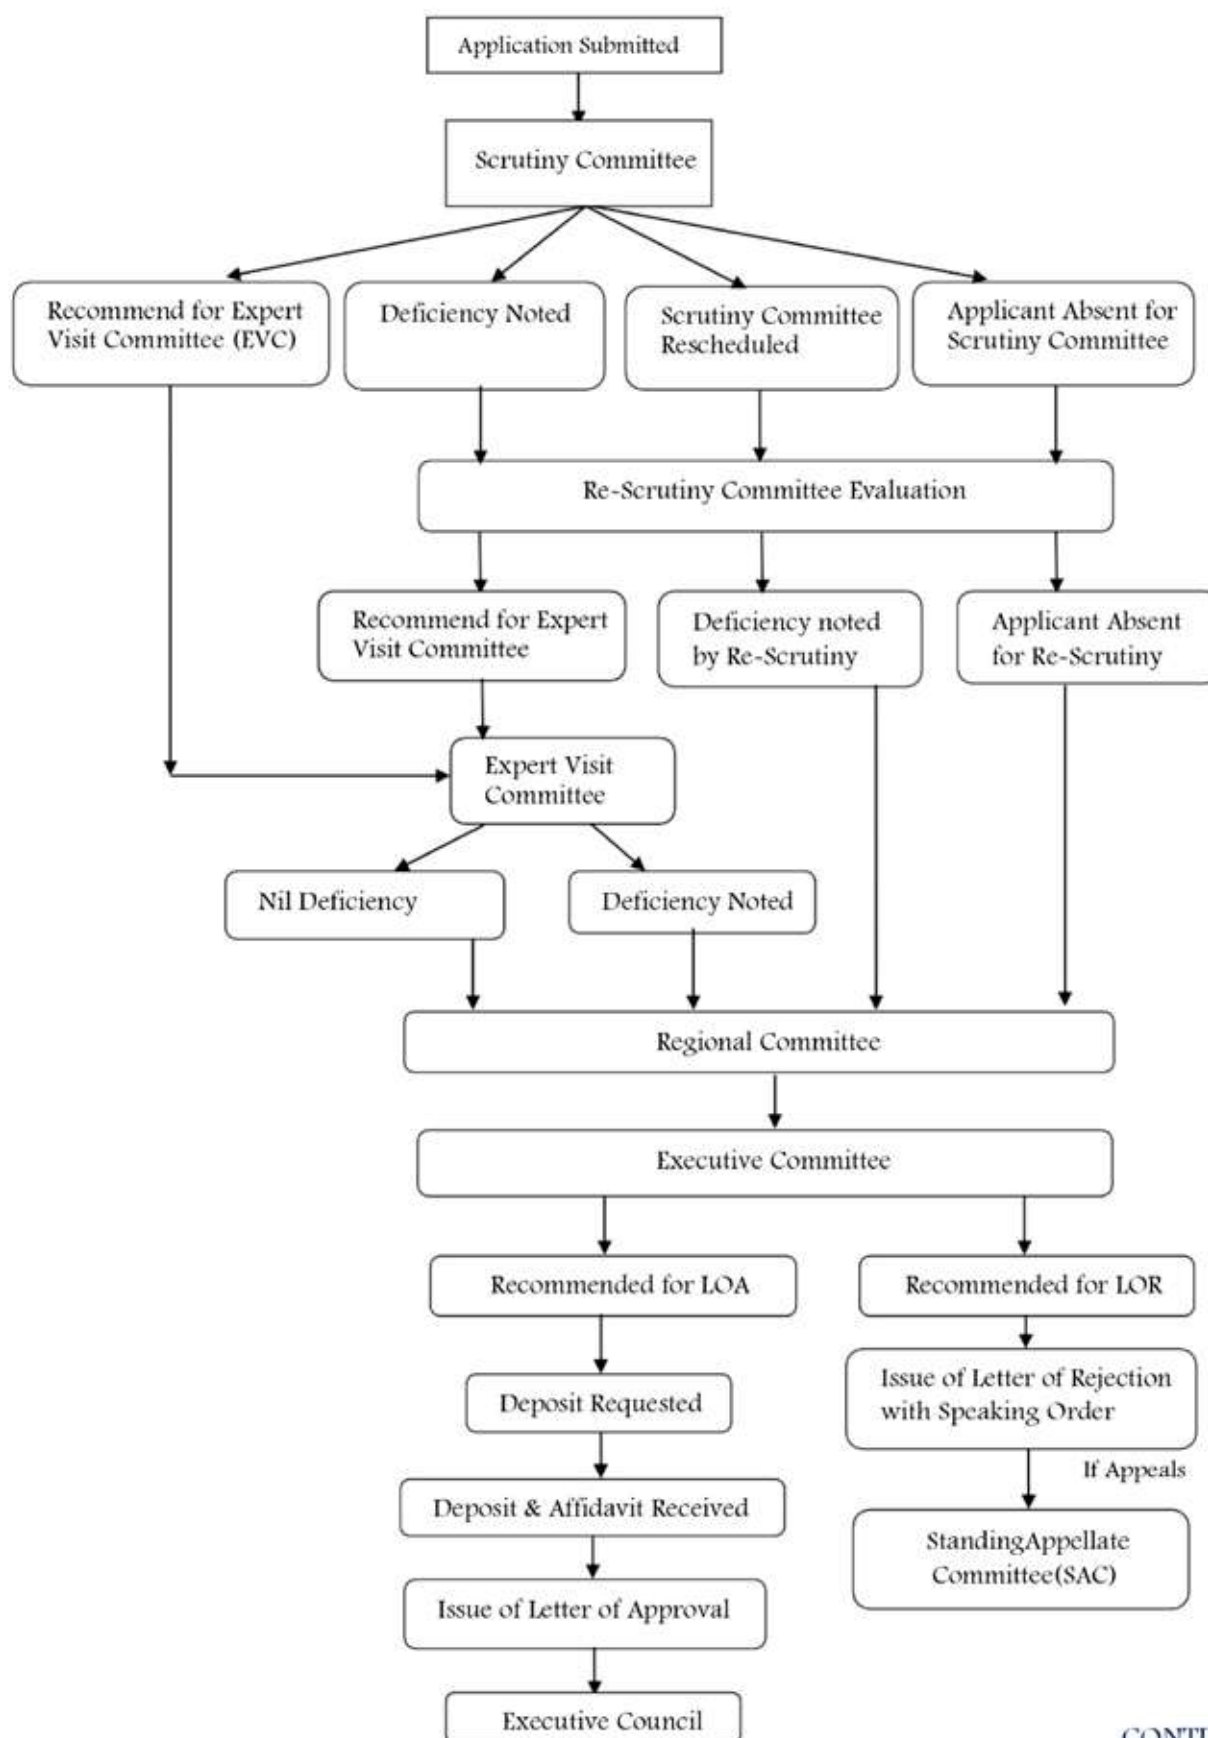 Application Submitted
Scrutiny Committee
Recommend for Expert
Visit Committee (EVC)
Deficiency Noted
Scrutiny Committee
Rescheduled
Applicant Absent for
Scrutiny Committee
Re-Scrutiny Committee Evaluation
Recommend for Expert
Visit Committee
Deficiency noted
by Re-Scrutiny
Applicant Absent
for Re-Scrutiny
Expert Visit
Committee
Nil Deficiency
Deficiency Noted
Regional Committee
Executive Committee
Recommended for LOA
Recommended for LOR
Deposit Requested
Issue of Letter of Rejection
with Speaking Order
If Appeals
Deposit & Affidavit Received
StandingAppellate
Committee(SAC)
Issue of Letter of Approval
Executive Council